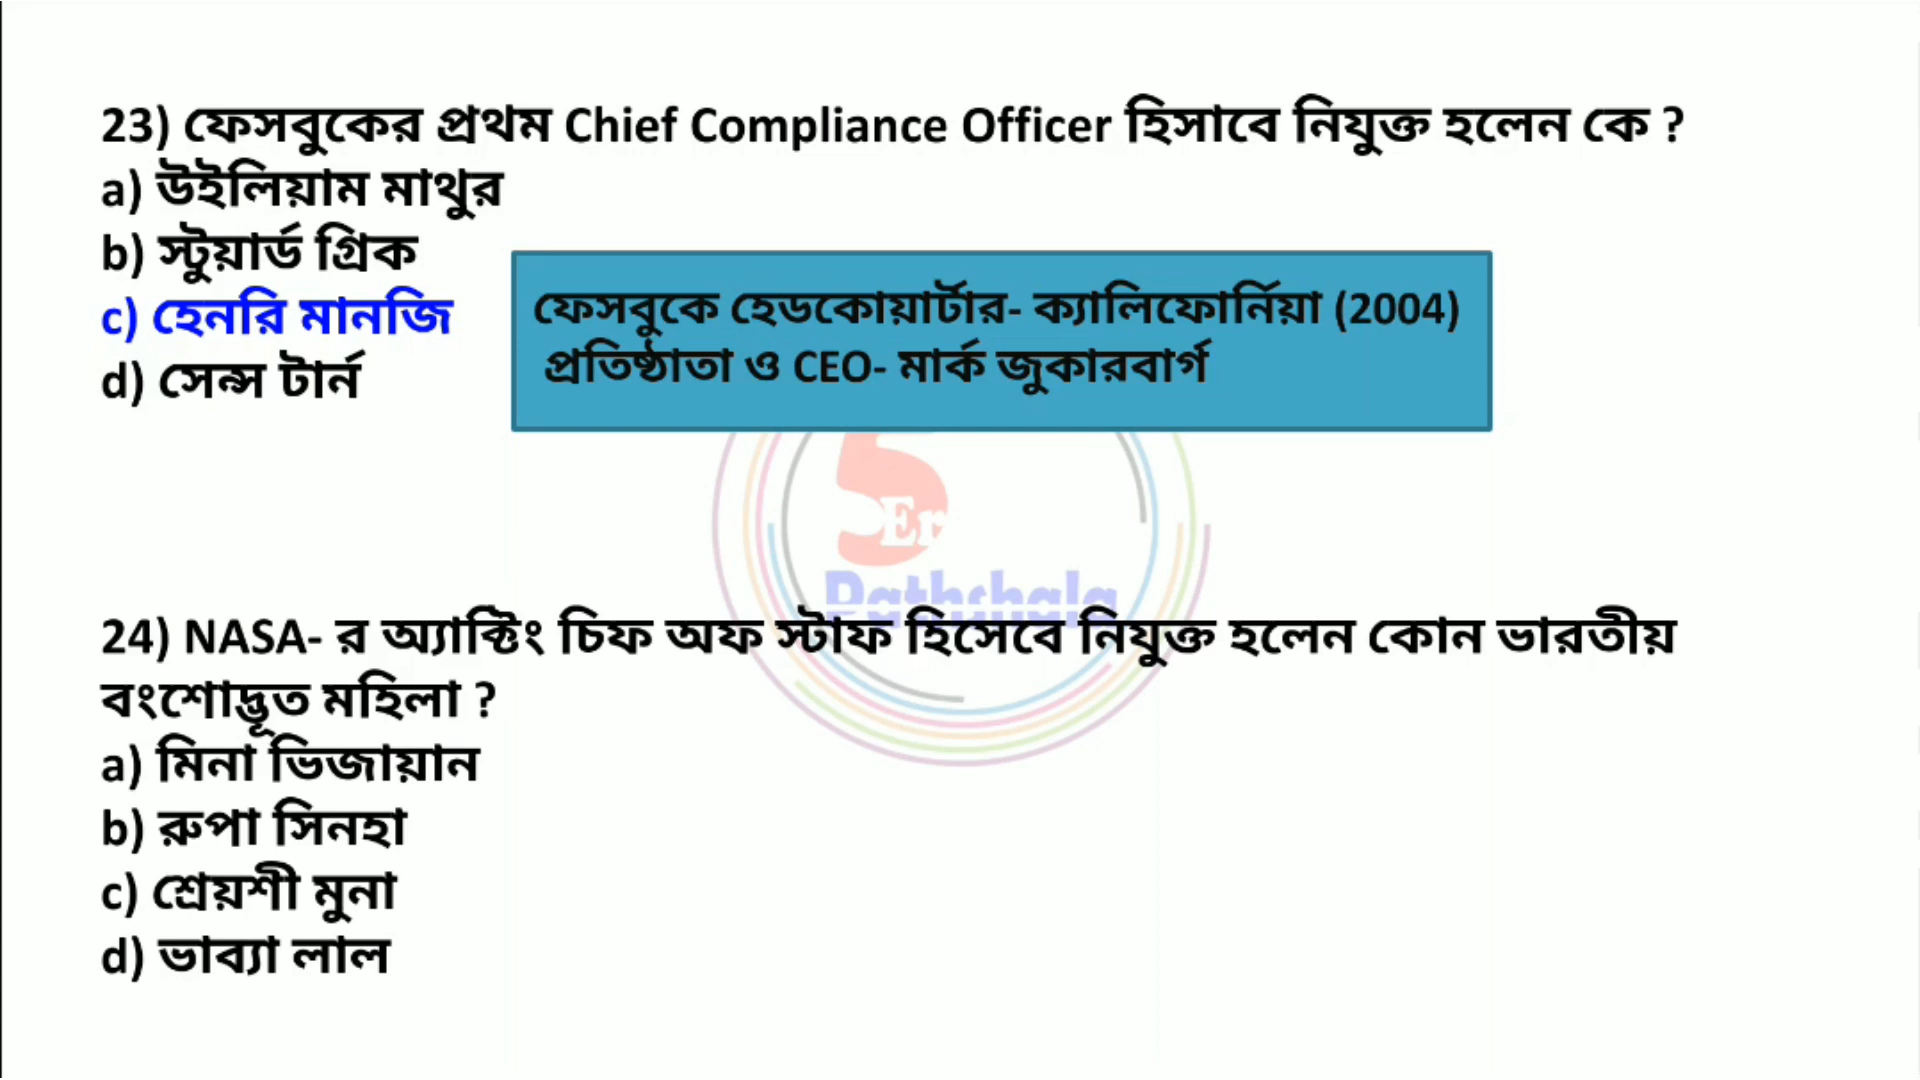 23) ফেসবুকের প্রথম Chief Compliance Officer হিসাবে নিযুক্ত হলেন কে ?
a) উইলিয়াম মাথুর
b) স্টুয়ার্ড গ্রিক
c) হেনরি মানজি
d) সেন্স টার্ন
ফেসবুকে হেডকোয়ার্টার- ক্যালিফোর্নিয়া (2004)
প্রতিষ্ঠাতা ও CEO- মার্ক জুকারবার্গ
Pathshala
24) NASA- র অ্যাক্টিং চিফ অফ স্টাফ হিসেবে নিযুক্ত হলেন কোন ভারতীয়
বংশোদ্ভূত মহিলা ?
a) মিনা ভিজায়ান
b) রুপা সিনহা
c) শ্রেয়শী মুনা
d) ভাব্যা লাল